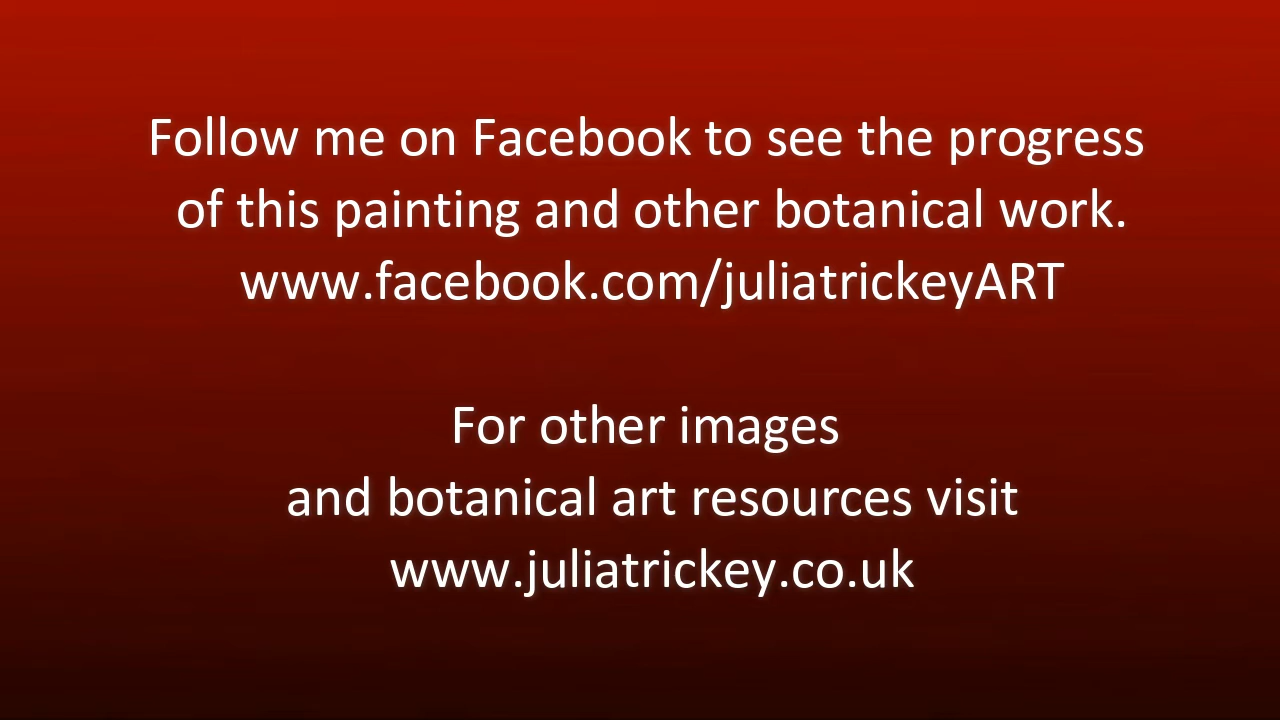 Follow me on Facebook to see the progress
of this painting and other botanical work.
www.facebook.com/juliatrickeyART
For other images
and botanical art resources visit
www.juliatrickey.co.uk